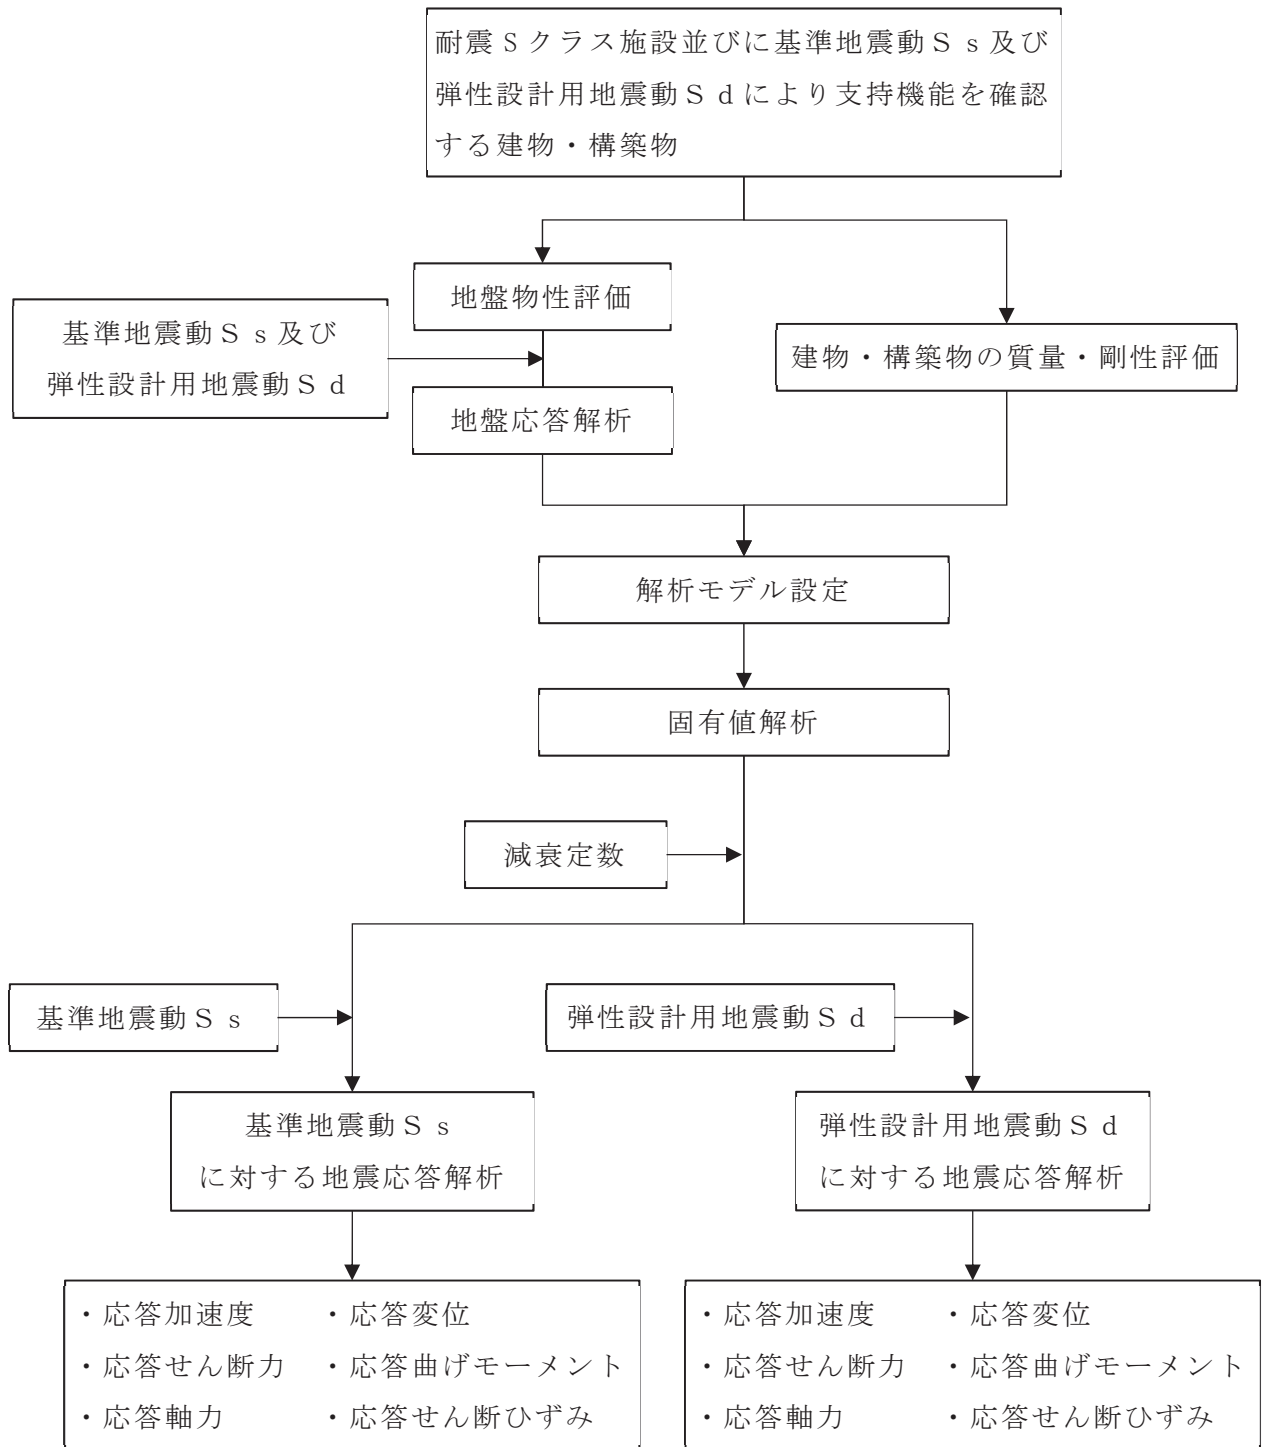 耐震Sクラス施設並びに基準地震動Ｓｓ及び
弾性設計用地震動Ｓｄにより支持機能を確認
する建物・構築物
地盤物性評価
基準地震動Ｓｓ及び
弾性設計用地震動Ｓｄ
建物・構築物の質量・剛性評価
地盤応答解析
解析モデル設定
固有値解析
減衰定数
基準地震動Ｓｓ
弾性設計用地震動Ｓｄ
基準地震動Ｓｓ
に対する地震応答解析
弾性設計用地震動Ｓｄ
に対する地震応答解析
・応答加速度　・応答変位
・応答せん断力　・応答曲げモーメント
・応答軸力　・応答せん断ひずみ
・応答加速度　・応答変位
・応答せん断力　・応答曲げモーメント
・応答軸力　・応答せん断ひずみ